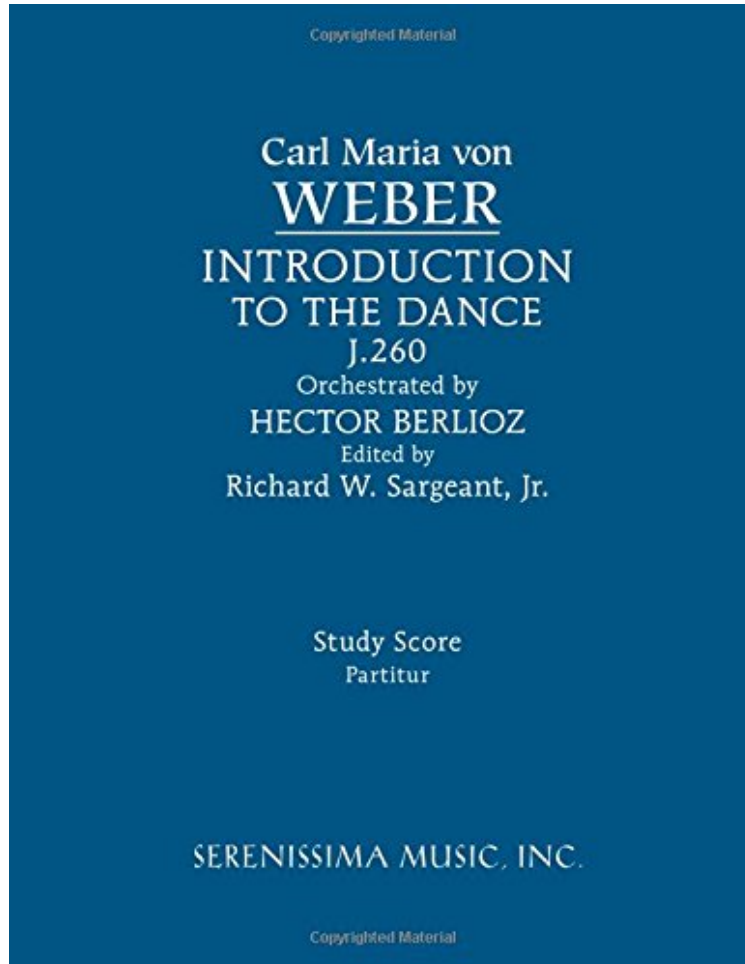 Copyrighted Material
Carl Maria von
WEBER
INTRODUCTION
TO THE DANCE
J.260
Orchestrated by
HECTOR BERLIOZ
Edited by
Richard W. Sargeant, Jr.
Study Score
Partitur
SERENISSIMA MUSIC, INC.
Copyrighted Material